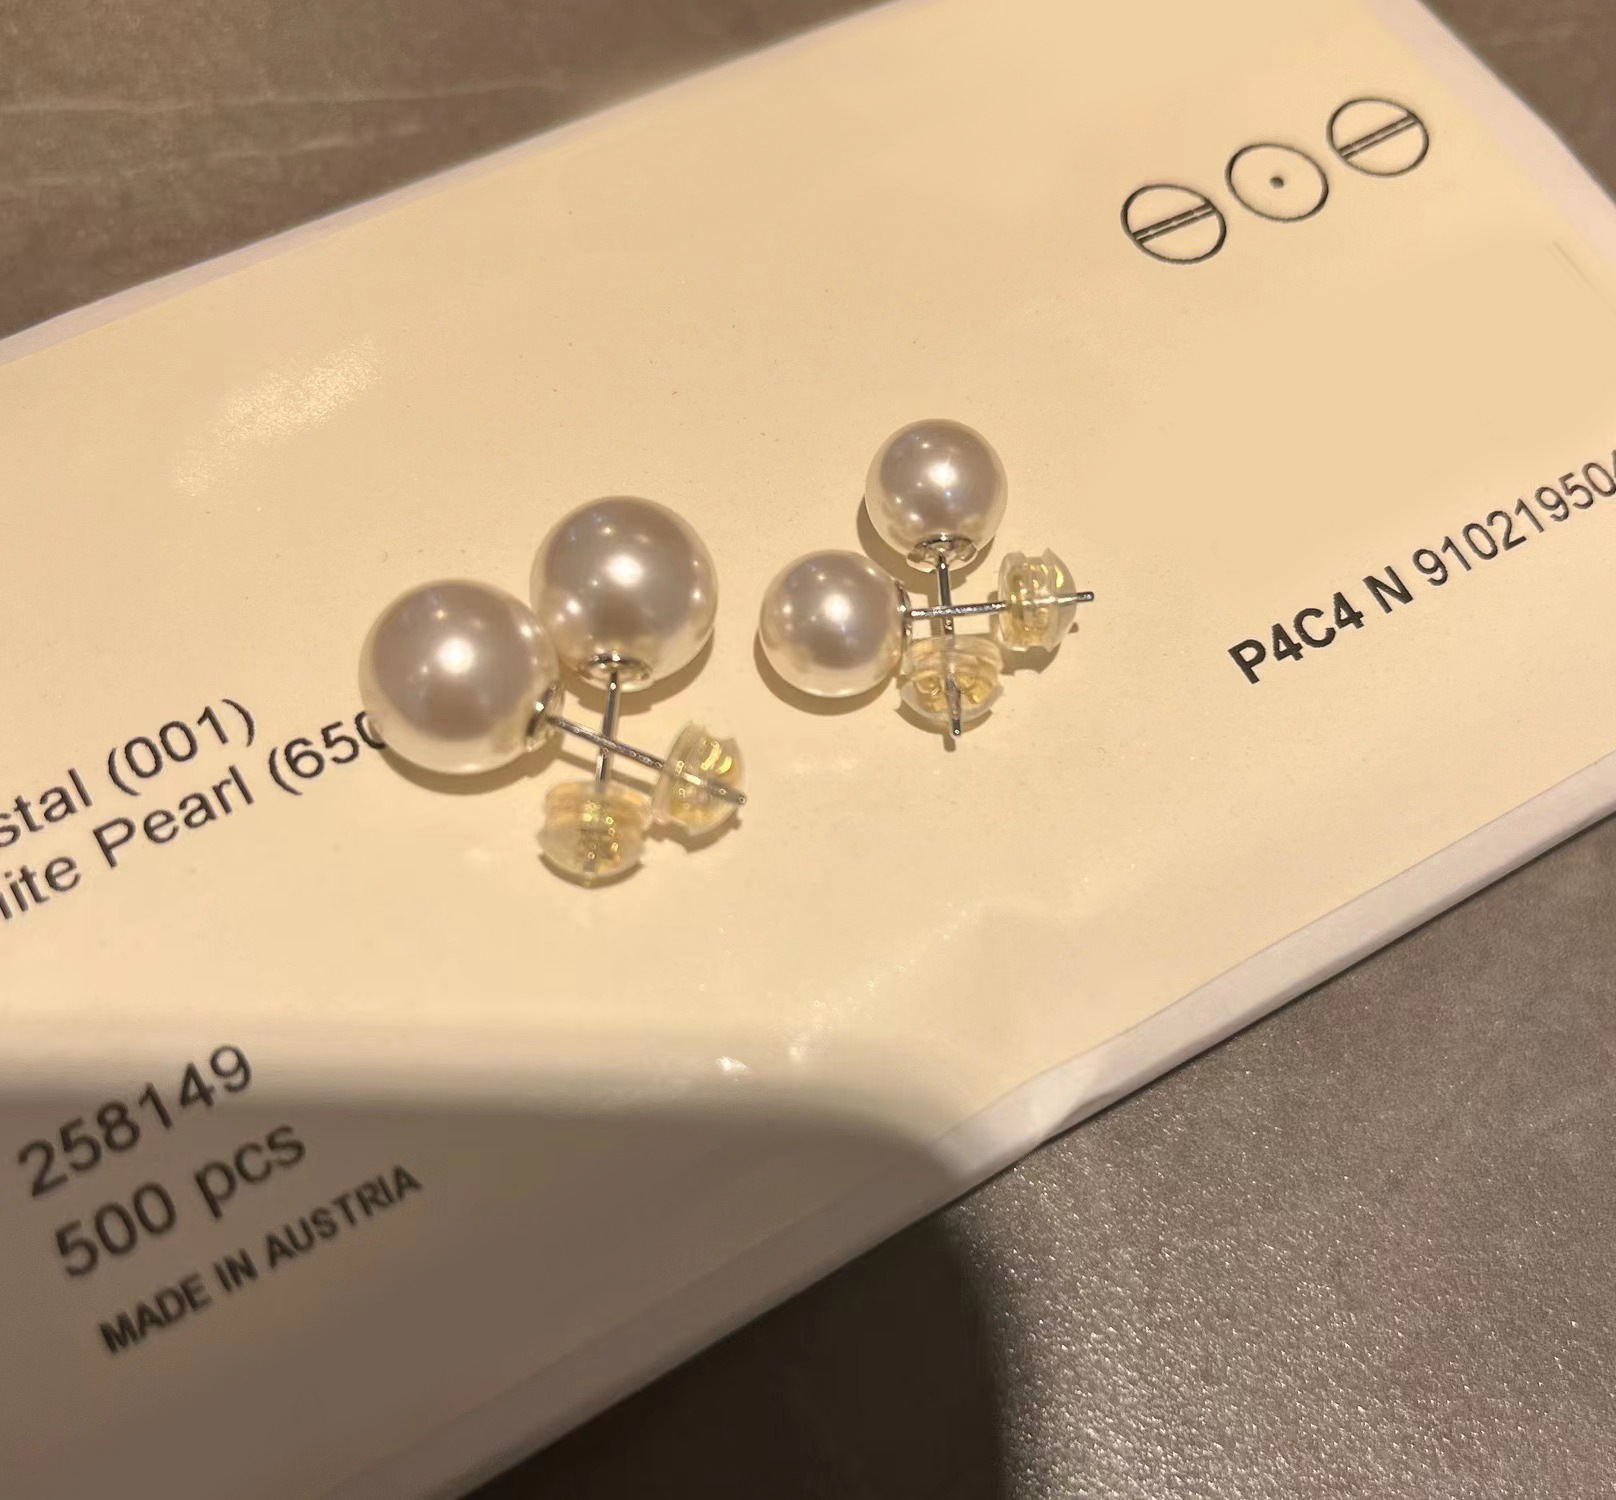 stal (001)
ite Pearl (650
P4C4 N 91021950
258149
500 pcs
MADE IN AUSTRIA